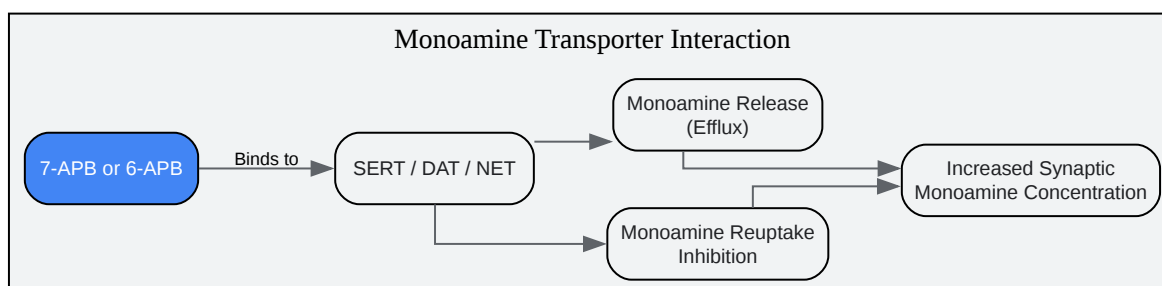 Monoamine Transporter Interaction
7-APB or 6-APB
Binds to
SERT / DAT / NET
Monoamine Release
(Efflux)
Monoamine Reuptake
Inhibition
Increased Synaptic
Monoamine Concentration